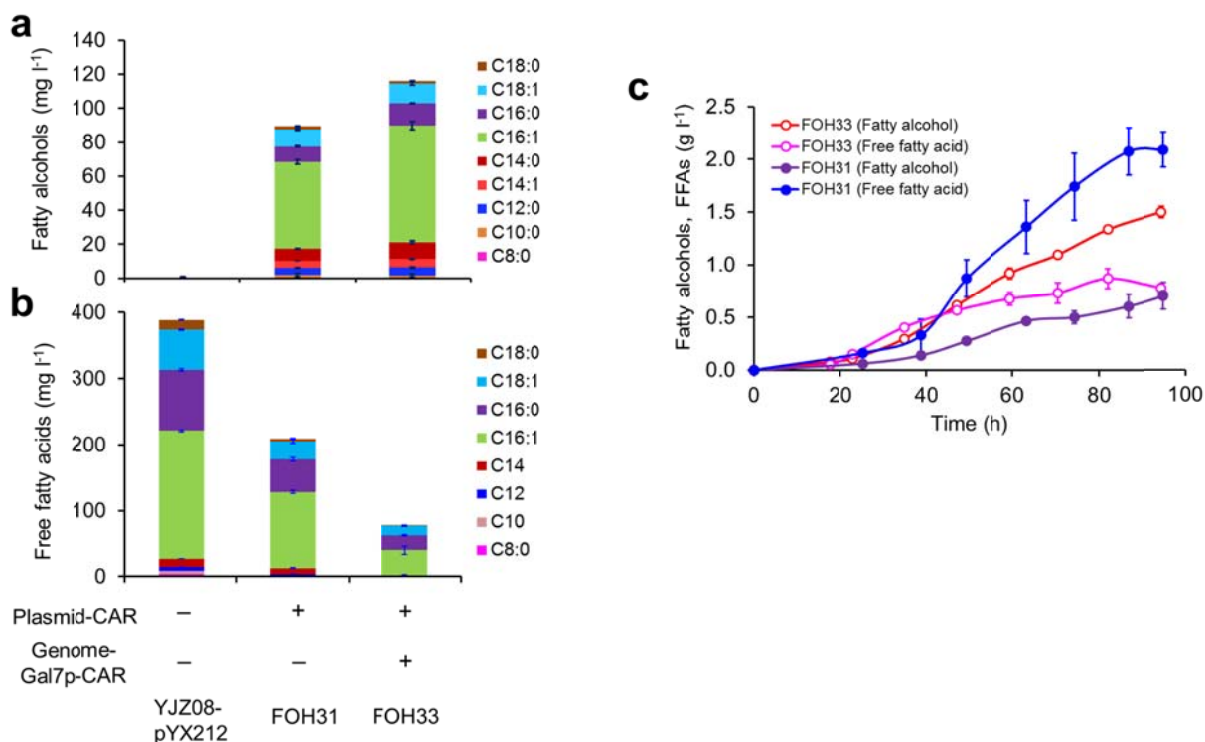 a
140
120
100
80
60
40
20
0
Fatty alcohols (mg l-1)
C18:0
C18:1
C16:0
C16:1
C14:0
C14:1
C12:0
C10:0
C8:0
b
400
300
200
100
0
Free fatty acids (mg l-1)
C18:0
C18:1
C16:0
C16:1
C14
C12
C10
C8:0
Plasmid-CAR – + +
Genome-
Gal7p-CAR – – +
YJZ08-
pYX212
FOH31
FOH33
c
2.5
2.0
1.5
1.0
0.5
0.0
Fatty alcohols, FFAs (g l-1)
FOH33 (Fatty alcohol)
FOH33 (Free fatty acid)
FOH31 (Fatty alcohol)
FOH31 (Free fatty acid)
0 20 40 60 80 100
Time (h)